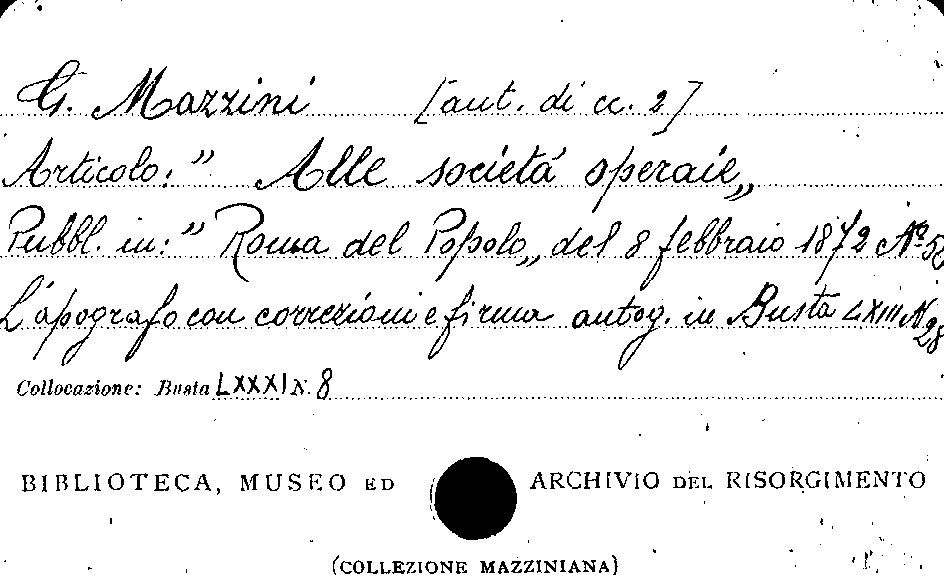 G. Mazzini [aut. di cc. 2]
Articolo: " Alle società operaie„
Pubbl. in: " Roma del Popolo„ del 8 febbraio 1872 Nº 50
L'apografo con correzioni e firma autog. in Busta LXIII N 28
Collocazione: Busta LXXXI N. 8
BIBLIOTECA, MUSEO ED ARCHIVIO DEL RISORGIMENTO
(COLLEZIONE MAZZINIANA)